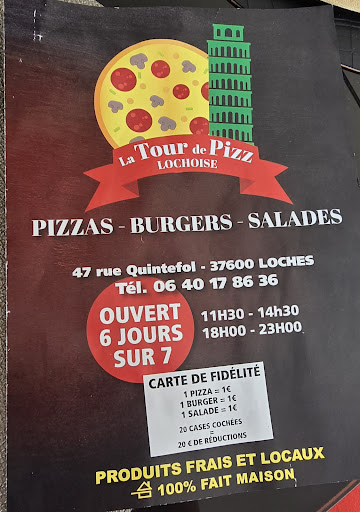 La Tour de Pizz
LOCHOISE
PIZZAS - BURGERS - SALADES
47 rue Quintefol - 37600 LOCHES
Tél. 06 40 17 86 36
OUVERT
6 JOURS
SUR 7
11H30 - 14h30
18H00 - 23H00
CARTE DE FIDÉLITÉ
1 PIZZA = 1€
1 BURGER = 1€
1 SALADE = 1€
20 CASES COCHÉES
=
20 € DE RÉDUCTIONS
PRODUITS FRAIS ET LOCAUX
100% FAIT MAISON